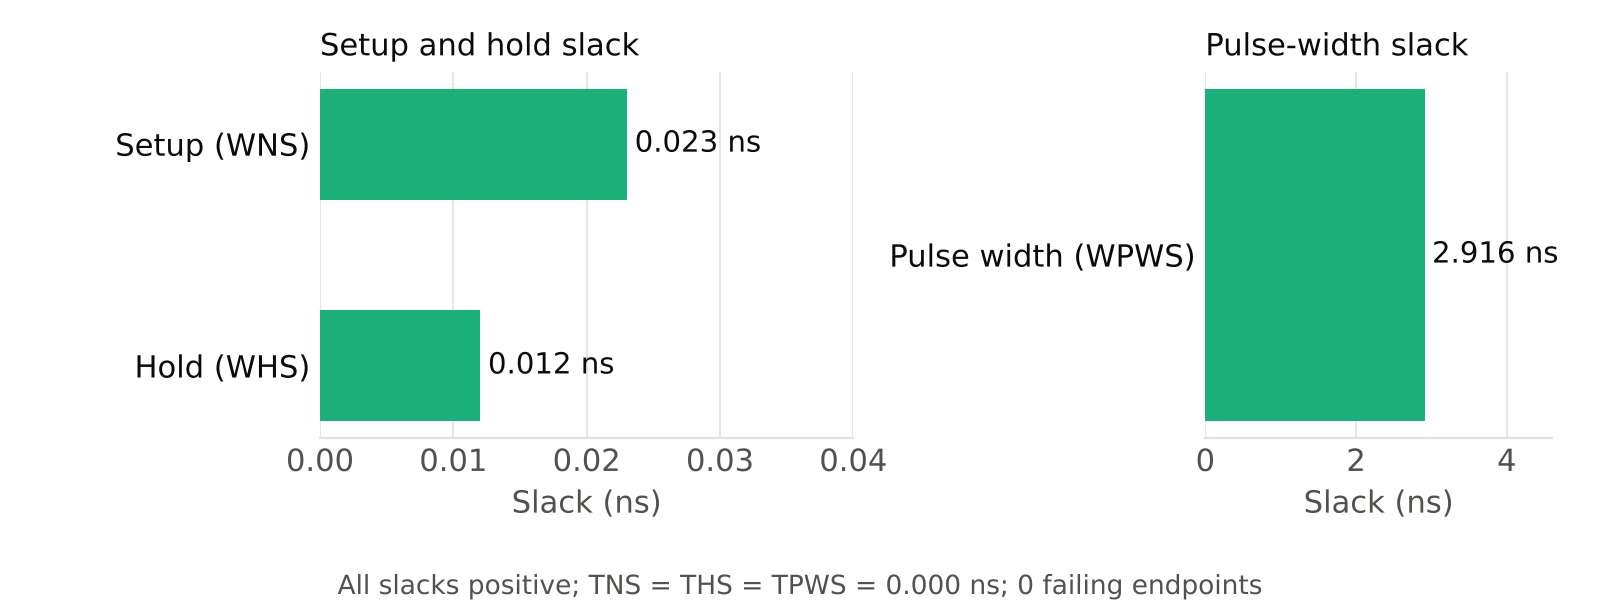 Setup and hold slack
Setup (WNS)
0.023 ns
Hold (WHS)
0.012 ns
0.00 0.01 0.02 0.03 0.04
Slack (ns)
Pulse-width slack
Pulse width (WPWS)
2.916 ns
0 2 4
Slack (ns)
All slacks positive; TNS = THS = TPWS = 0.000 ns; 0 failing endpoints